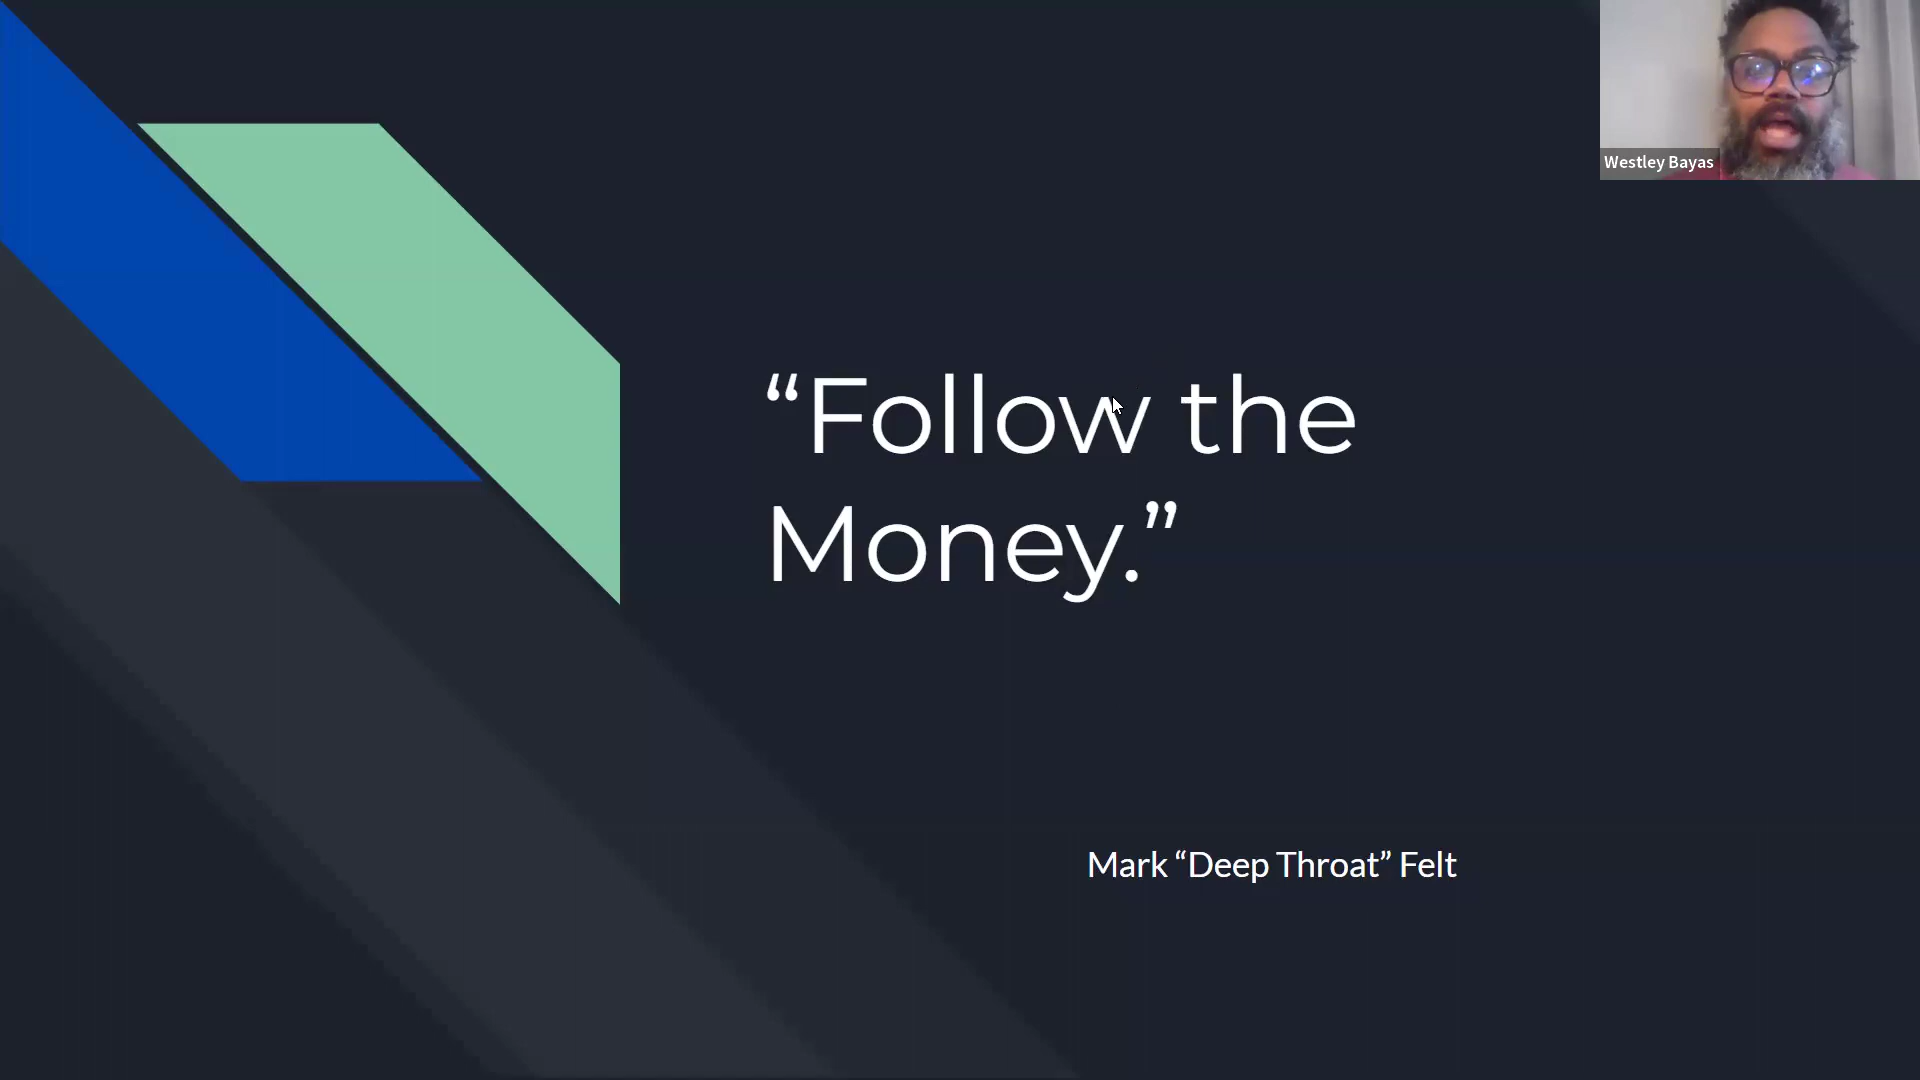 Westley Bayas
“Follow the
Money.”
Mark “Deep Throat” Felt